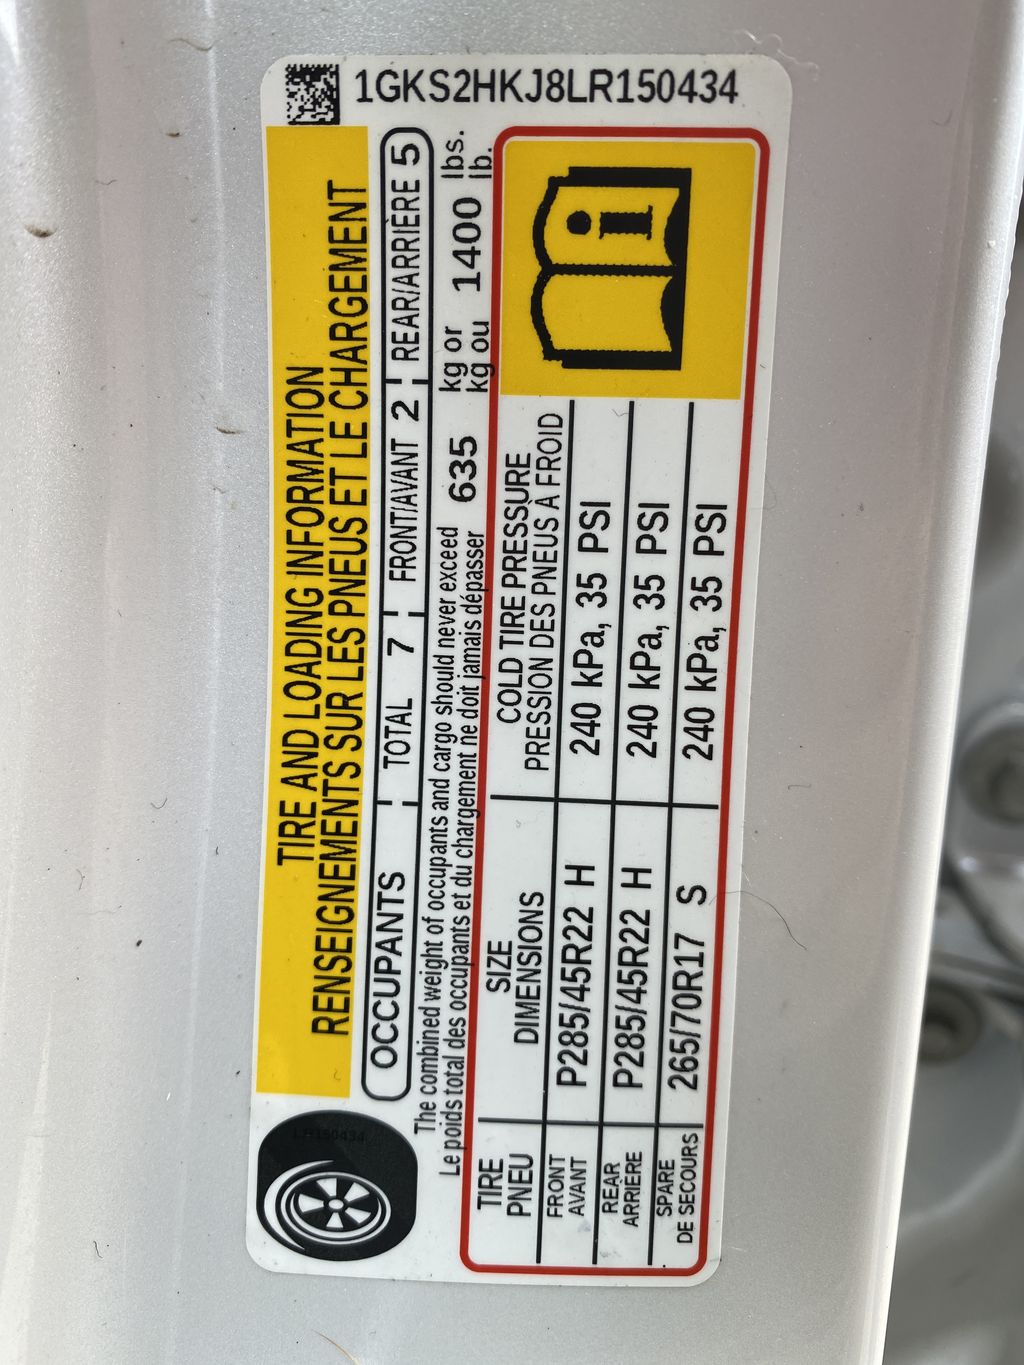 1GKS2HKJ8LR150434
TIRE AND LOADING INFORMATION
RENSEIGNEMENTS SUR LES PNEUS ET LE CHARGEMENT
OCCUPANTS TOTAL 7 FRONT/AVANT 2 REAR/ARRIÈRE 5
The combined weight of occupants and cargo should never exceed 635 kg or 1400 lbs.
Le poids total des occupants et du chargement ne doit jamais dépasser 635 kg ou 1400 lb.
TIRE SIZE COLD TIRE PRESSURE
PNEU DIMENSIONS PRESSION DES PNEUS À FROID
FRONT
AVANT P285/45R22 H 240 kPa, 35 PSI
REAR
ARRIÈRE P285/45R22 H 240 kPa, 35 PSI
SPARE
DE SECOURS 265/70R17 S 240 kPa, 35 PSI